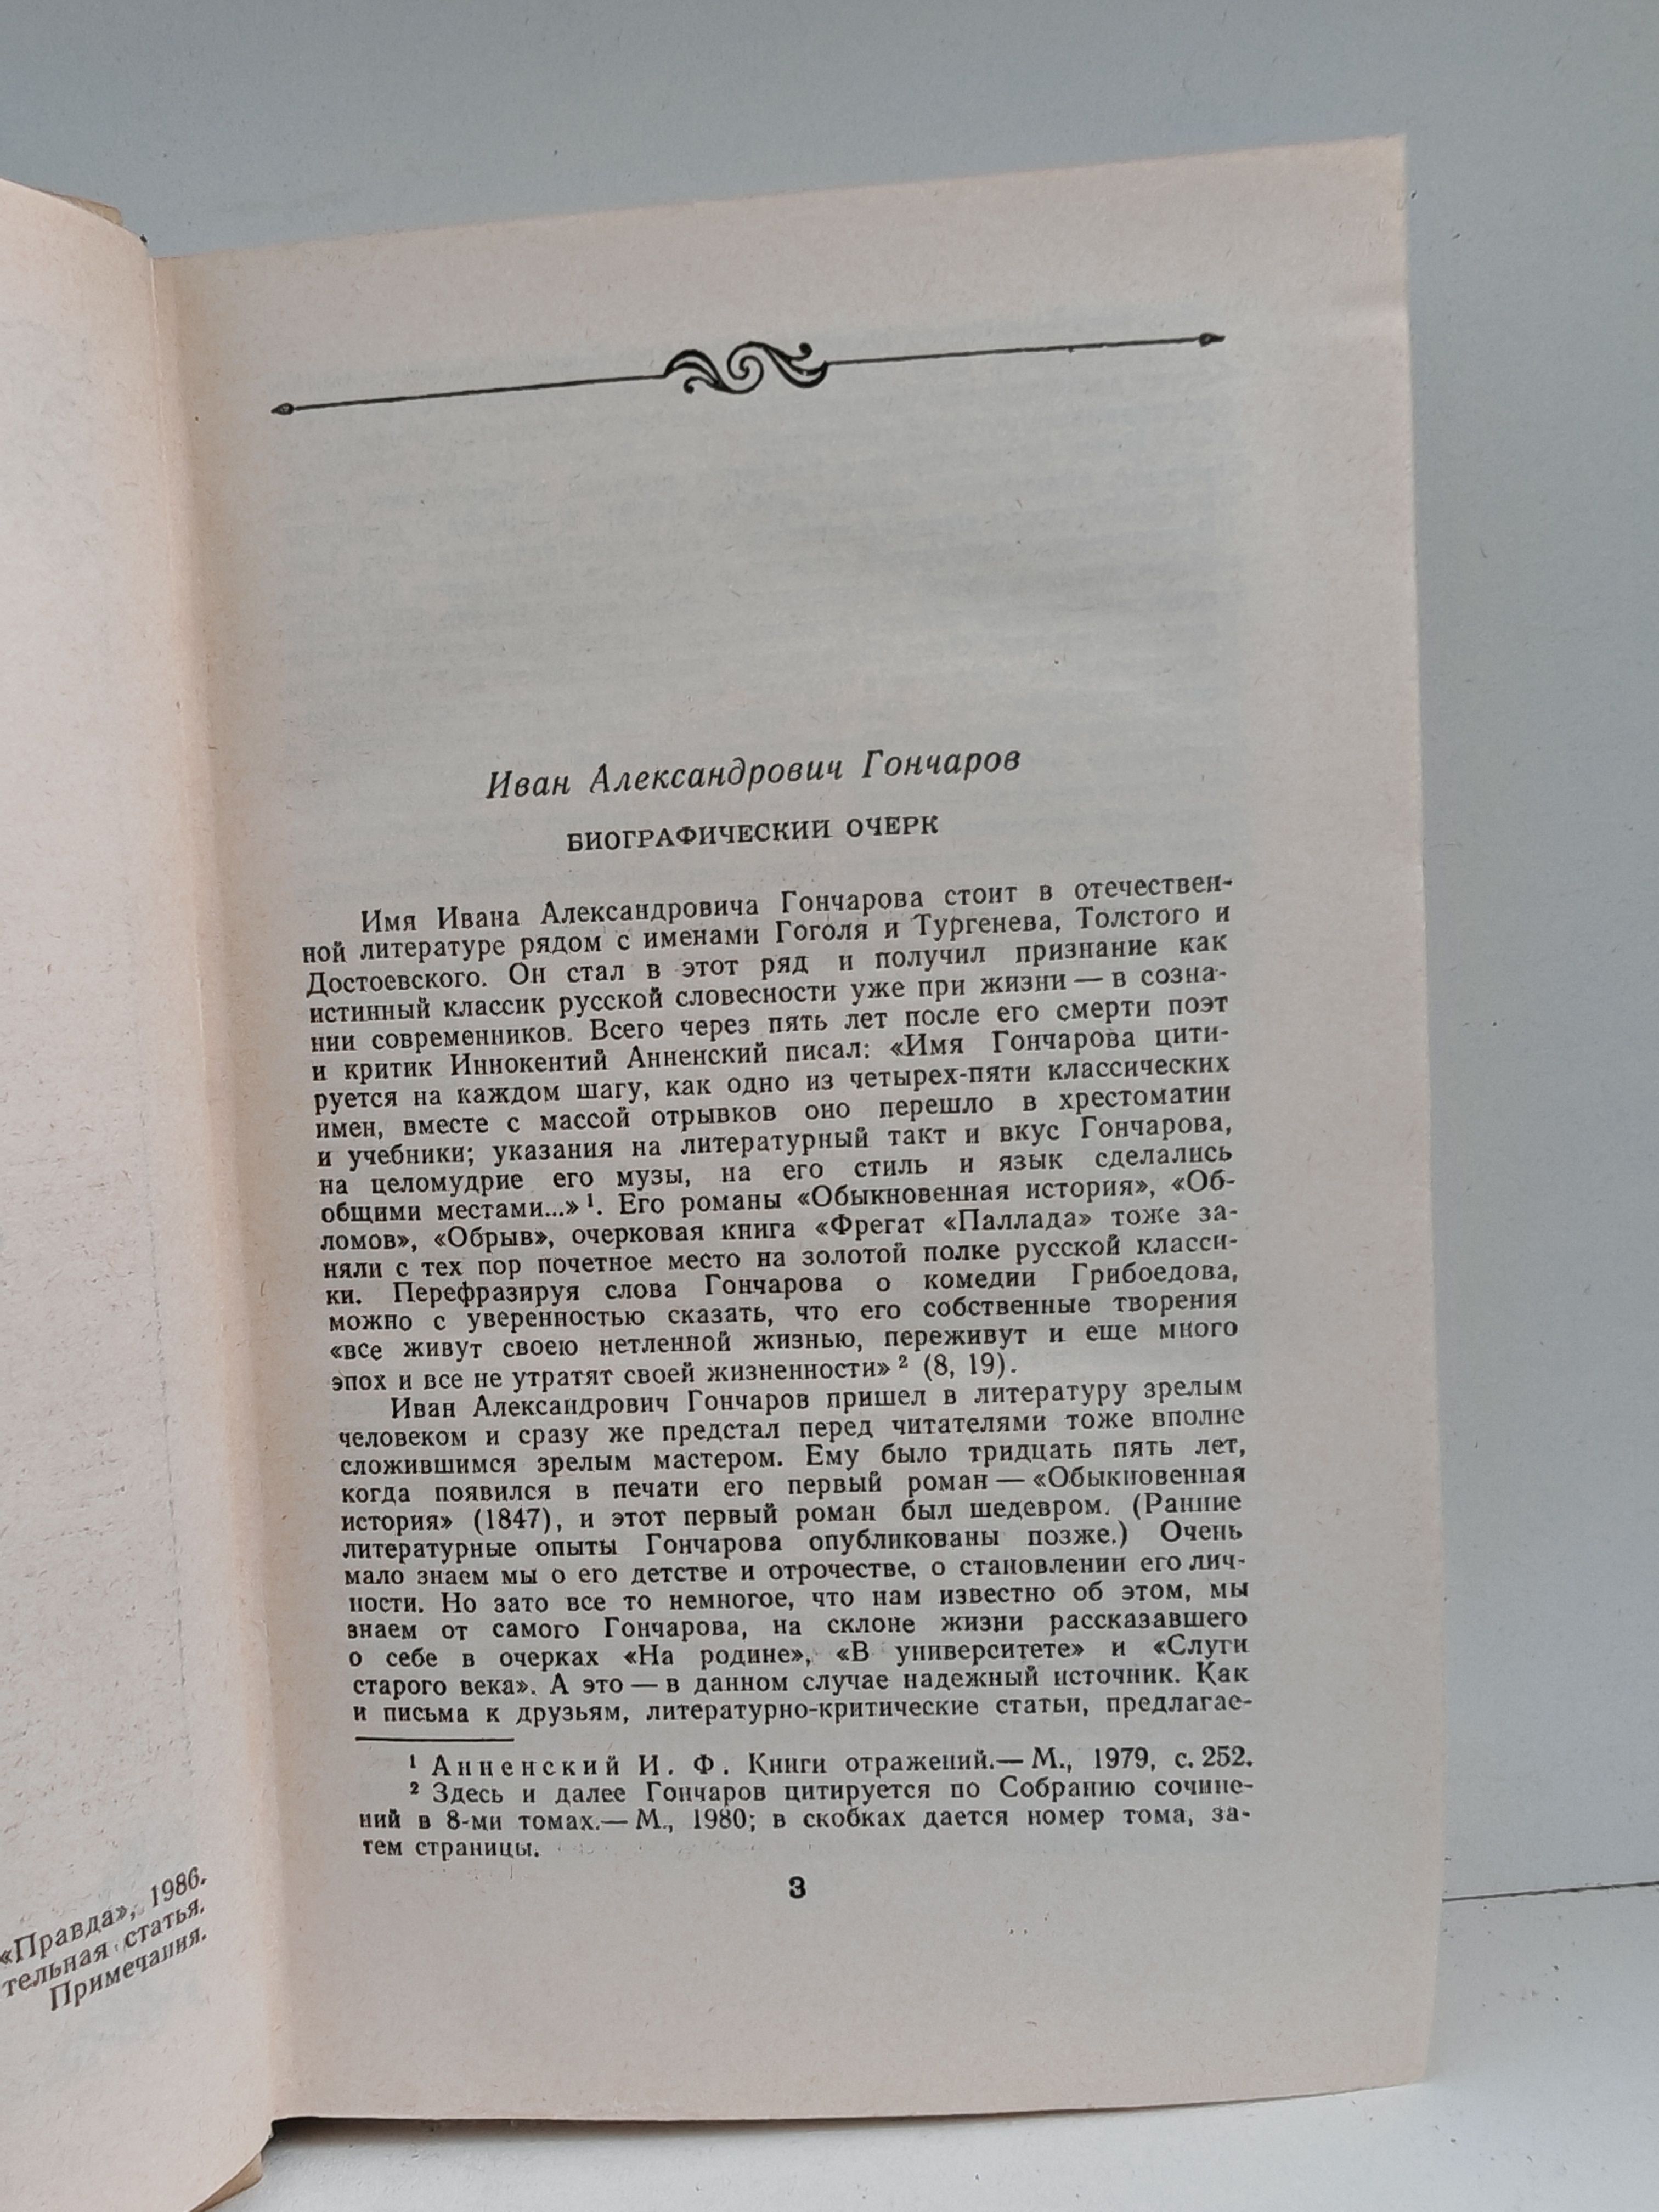 «Правда», 1986.
тельная статья.
Примечания.
Иван Александрович Гончаров
БИОГРАФИЧЕСКИЙ ОЧЕРК
Имя Ивана Александровича Гончарова стоит в отечествен-
ной литературе рядом с именами Гоголя и Тургенева, Толстого и
Достоевского. Он стал в этот ряд и получил признание как
истинный классик русской словесности уже при жизни — в созна-
нии современников. Всего через пять лет после его смерти поэт
и критик Иннокентий Анненский писал: «Имя Гончарова цити-
руется на каждом шагу, как одно из четырех-пяти классических
имен, вместе с массой отрывков оно перешло в хрестоматии
и учебники; указания на литературный такт и вкус Гончарова,
на целомудрие его музы, на его стиль и язык сделались
общими местами...» ¹. Его романы «Обыкновенная история», «Об-
ломов», «Обрыв», очерковая книга «Фрегат «Паллада» тоже за-
няли с тех пор почетное место на золотой полке русской класси-
ки. Перефразируя слова Гончарова о комедии Грибоедова,
можно с уверенностью сказать, что его собственные творения
«все живут своею нетленной жизнью, переживут и еще много
эпох и все не утратят своей жизненности» ² (8, 19).
Иван Александрович Гончаров пришел в литературу зрелым
человеком и сразу же предстал перед читателями тоже вполне
сложившимся зрелым мастером. Ему было тридцать пять лет,
когда появился в печати его первый роман — «Обыкновенная
история» (1847), и этот первый роман был шедевром. (Ранние
литературные опыты Гончарова опубликованы позже.) Очень
мало знаем мы о его детстве и отрочестве, о становлении его лич-
ности. Но зато все то немногое, что нам известно об этом, мы
знаем от самого Гончарова, на склоне жизни рассказавшего
о себе в очерках «На родине», «В университете» и «Слуги
старого века». А это — в данном случае надежный источник. Как
и письма к друзьям, литературно-критические статьи, предлагае-
¹ Анненский И. Ф. Книги отражений.— М., 1979, с. 252.
² Здесь и далее Гончаров цитируется по Собранию сочине-
ний в 8-ми томах.— М., 1980; в скобках дается номер тома, за-
тем страницы.
3